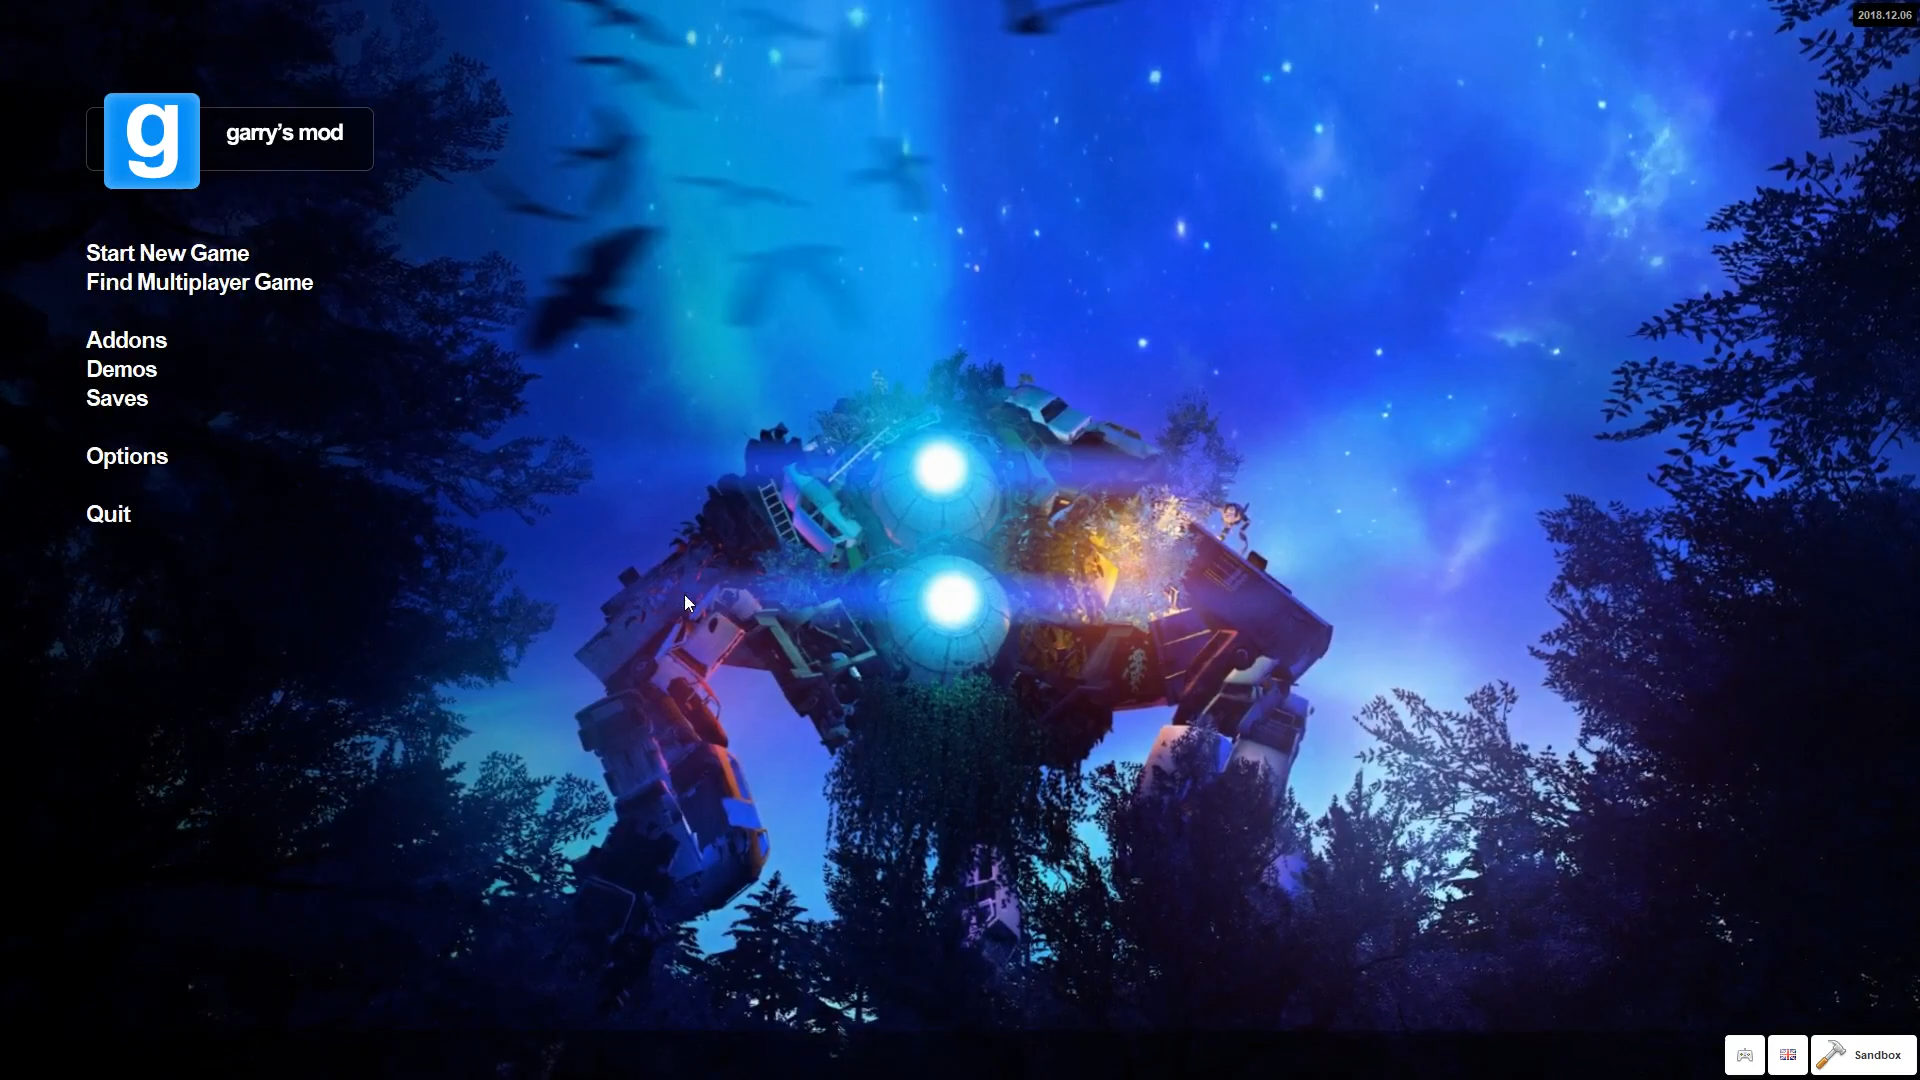 2018.12.06
g
garry's mod
Start New Game
Find Multiplayer Game
Addons
Demos
Saves
Options
Quit
Sandbox